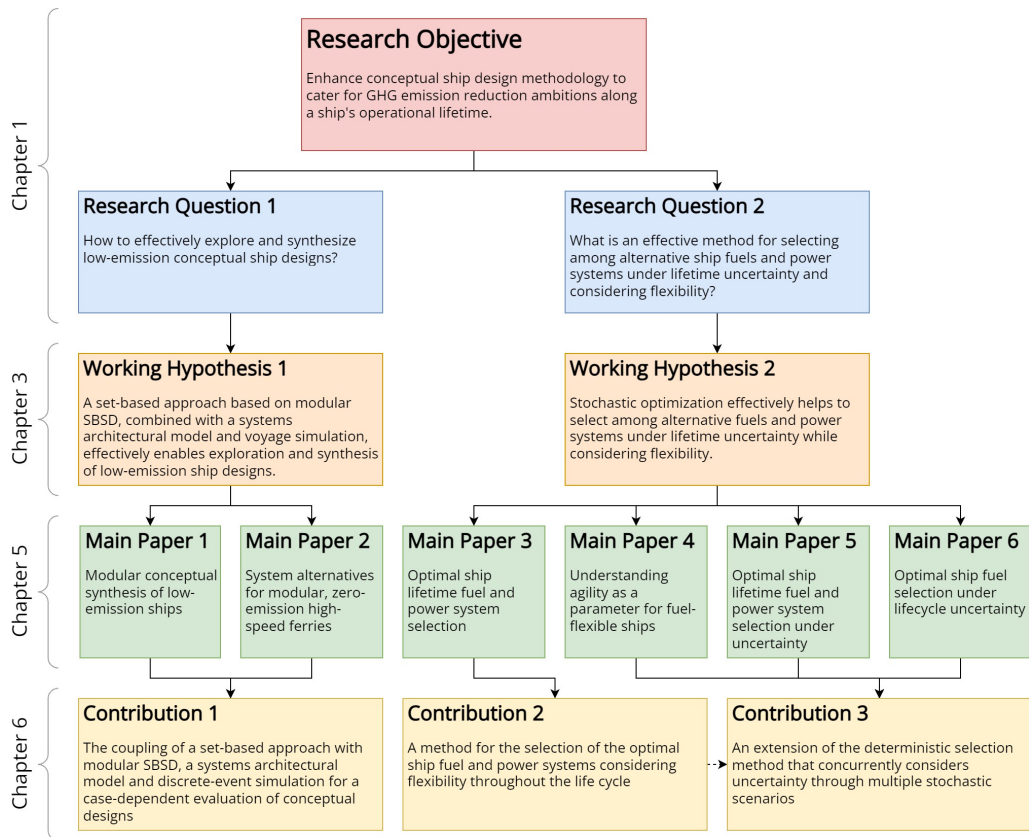 Chapter 1
Research Objective
Enhance conceptual ship design methodology to
cater for GHG emission reduction ambitions along
a ship's operational lifetime.
Research Question 1
How to effectively explore and synthesize
low-emission conceptual ship designs?
Research Question 2
What is an effective method for selecting
among alternative ship fuels and power
systems under lifetime uncertainty and
considering flexibility?
Chapter 3
Working Hypothesis 1
A set-based approach based on modular
SBSD, combined with a systems
architectural model and voyage simulation,
effectively enables exploration and synthesis
of low-emission ship designs.
Working Hypothesis 2
Stochastic optimization effectively helps to
select among alternative fuels and power
systems under lifetime uncertainty while
considering flexibility.
Chapter 5
Main Paper 1
Modular conceptual
synthesis of low-
emission ships
Main Paper 2
System alternatives
for modular, zero-
emission high-
speed ferries
Main Paper 3
Optimal ship
lifetime fuel and
power system
selection
Main Paper 4
Understanding
agility as a
parameter for fuel-
flexible ships
Main Paper 5
Optimal ship
lifetime fuel and
power system
selection under
uncertainty
Main Paper 6
Optimal ship fuel
selection under
lifecycle uncertainty
Chapter 6
Contribution 1
The coupling of a set-based approach with
modular SBSD, a systems architectural
model and discrete-event simulation for a
case-dependent evaluation of conceptual
designs
Contribution 2
A method for the selection of the optimal
ship fuel and power systems considering
flexibility throughout the life cycle
Contribution 3
An extension of the deterministic selection
method that concurrently considers
uncertainty through multiple stochastic
scenarios